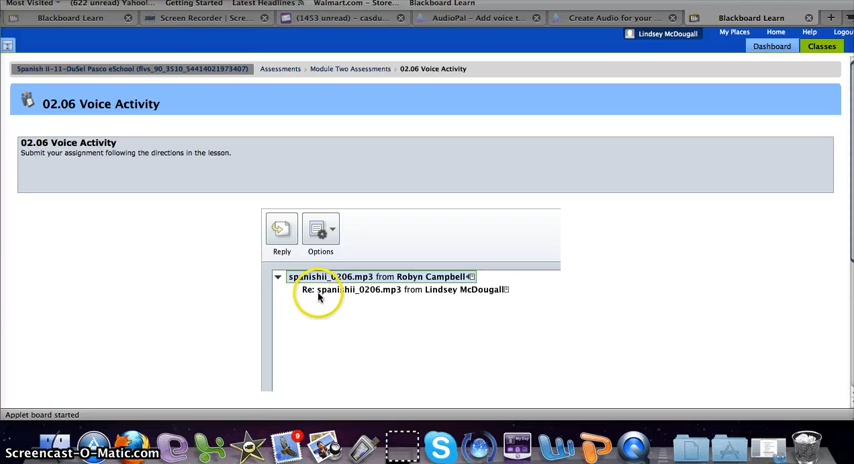 Most Visited (622 unread) Yahoo!... Getting Started Latest Headlines Walmart.com - Store... Blackboard Learn
Blackboard Learn Screen Recorder | Scre... (1453 unread) - casdu... AudioPal - Add voice t... Create Audio for your ... Blackboard Learn
Lindsey McDougall My Places Home Help Logou
Dashboard Classes
Spanish II-11-DuSel Pasco eSchool (flvs_90_3510_54414021973407) Assessments Module Two Assessments 02.06 Voice Activity
02.06 Voice Activity
02.06 Voice Activity
Submit your assignment following the directions in the lesson.
Reply Options
spanishii_0206.mp3 from Robyn Campbell
Re: spanishii_0206.mp3 from Lindsey McDougall
Applet board started
Screencast-O-Matic.com